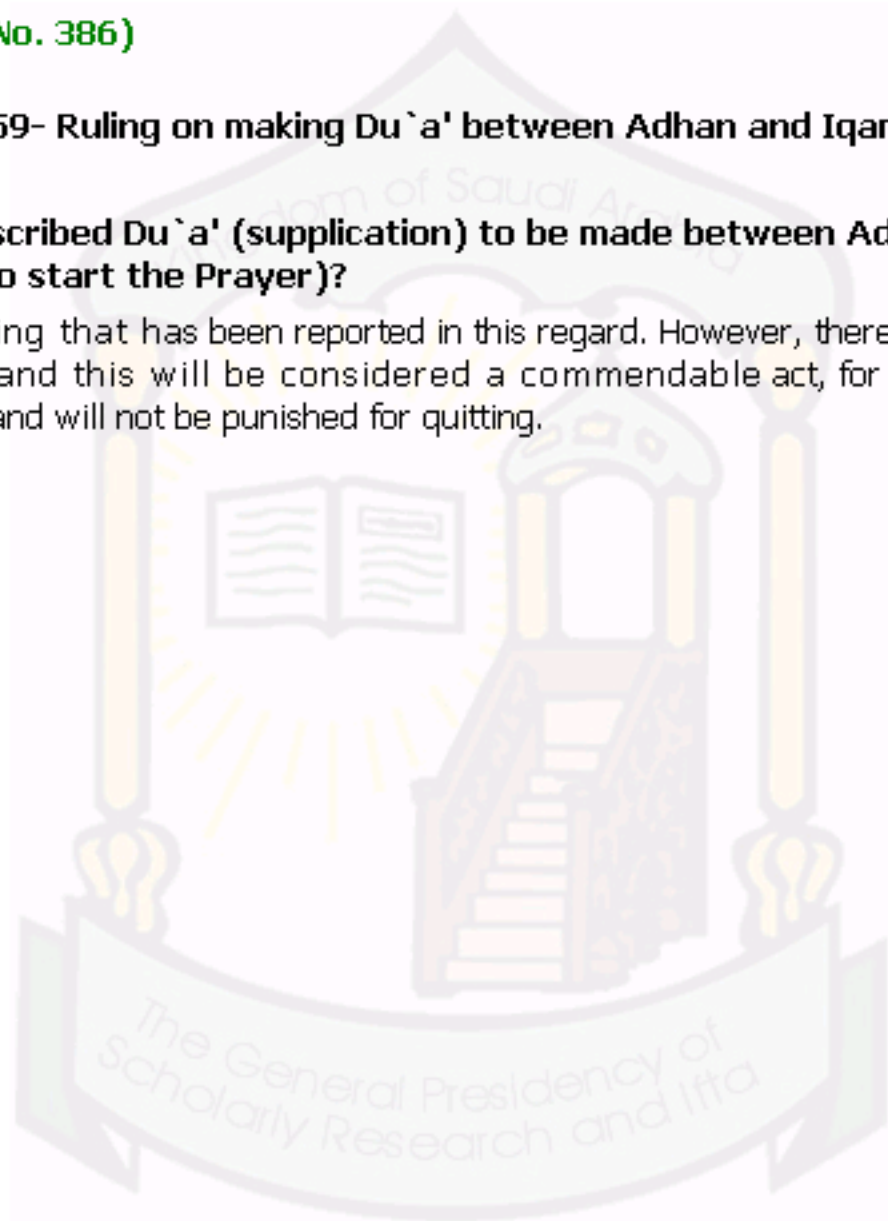 No. 386)
59- Ruling on making Du`a' between Adhan and Iqar
scribed Du`a' (supplication) to be made between Ad
o start the Prayer)?
ing that has been reported in this regard. However, there
and this will be considered a commendable act, for
and will not be punished for quitting.
Kingdom of Saudi Arabia
The General Presidency of
Scholarly Research and Ifta